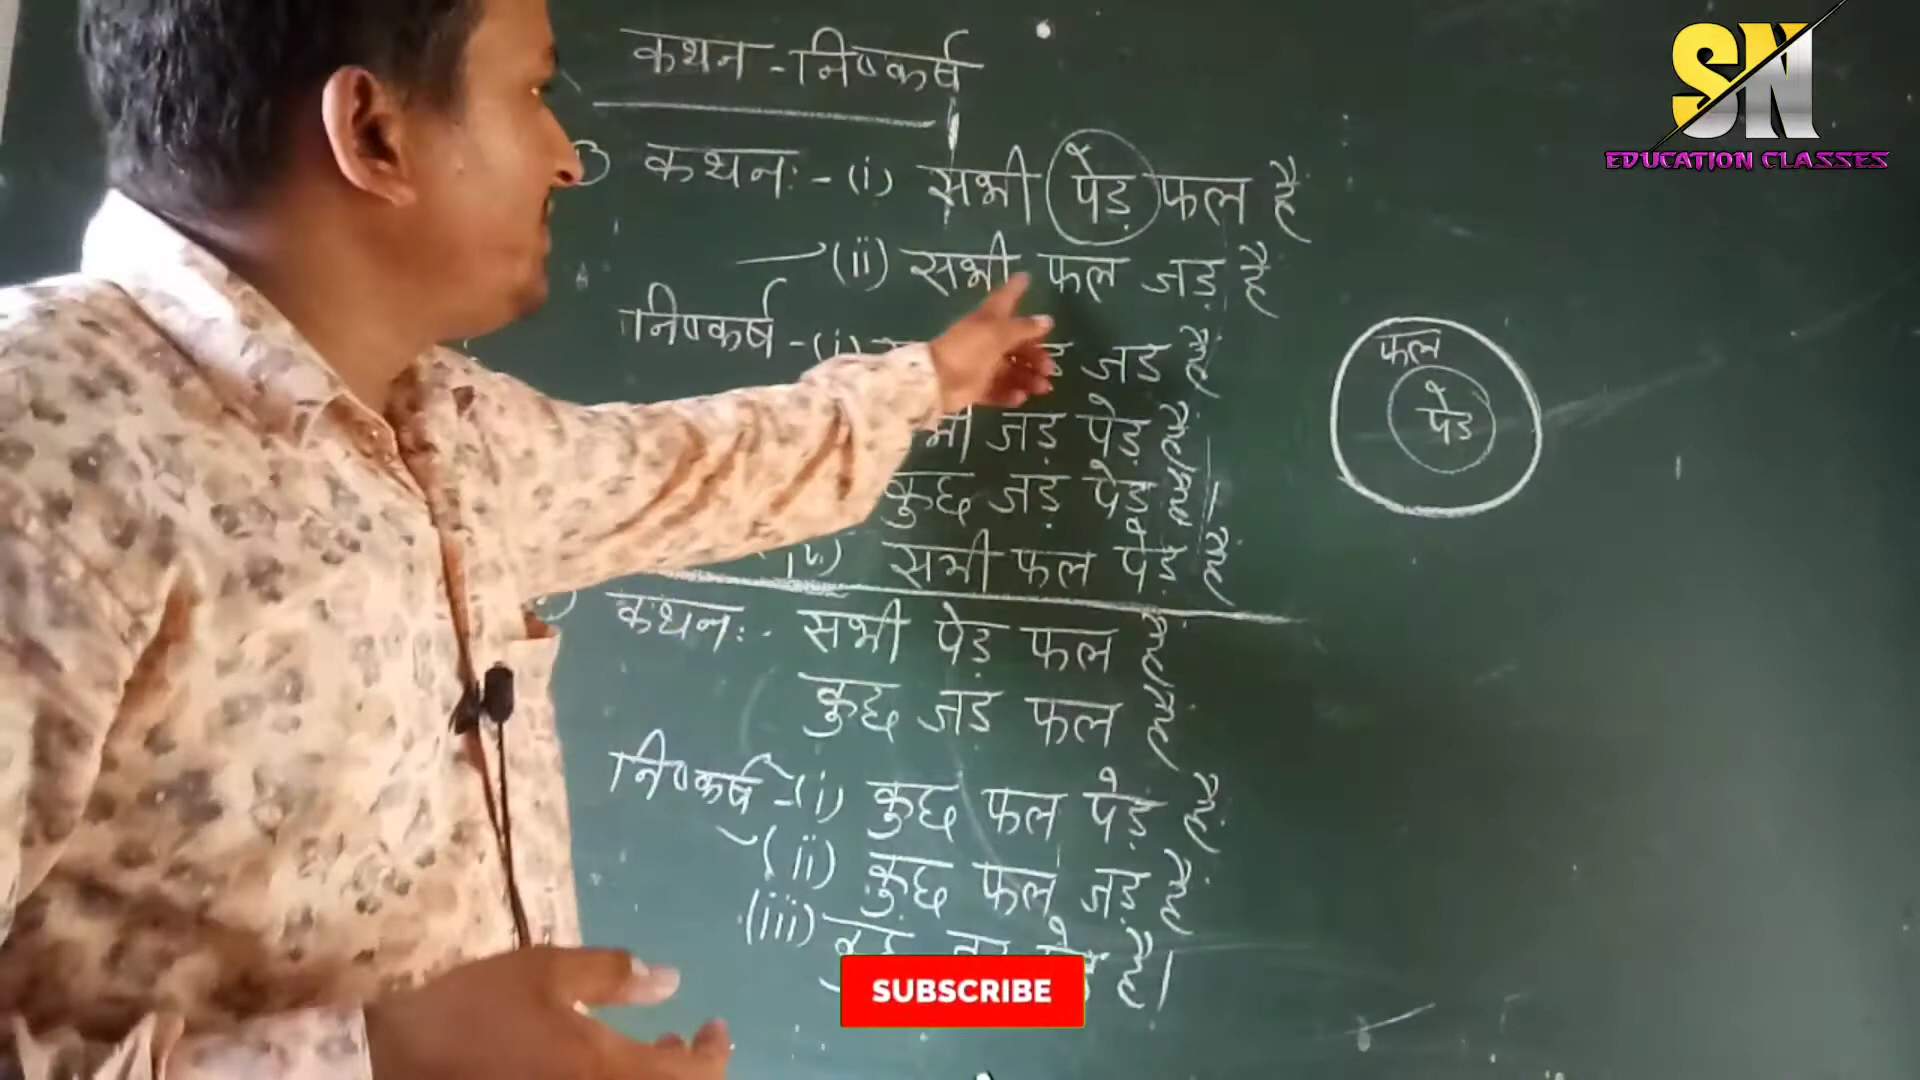 कथन - निष्कर्ष
कथनः - (i) सभी पेड़ फल है
(ii) सभी फल जड़ है
निष्कर्ष - (i) जड है
जड़ पेड़ है
कुछ जड़ पेड़ है
सभी फल पेड़ है
कथनः- सभी पेड़ फल है
कुछ जड़ फल है
निष्कर्ष - (i) कुछ फल पेड़ है
(ii) कुछ फल जड़ है
(iii) है।
फल
पेड
SN
EDUCATION CLASSES
SUBSCRIBE